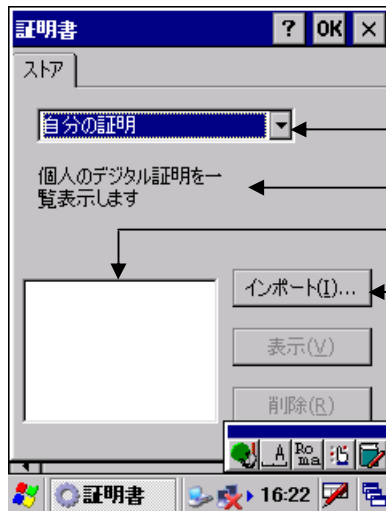 証明書 ? OK ×
ストア
自分の証明
個人のデジタル証明を一
覧表示します
インポート(I)...
表示(V)
削除(R)
A Ro
ma
証明書 16:22